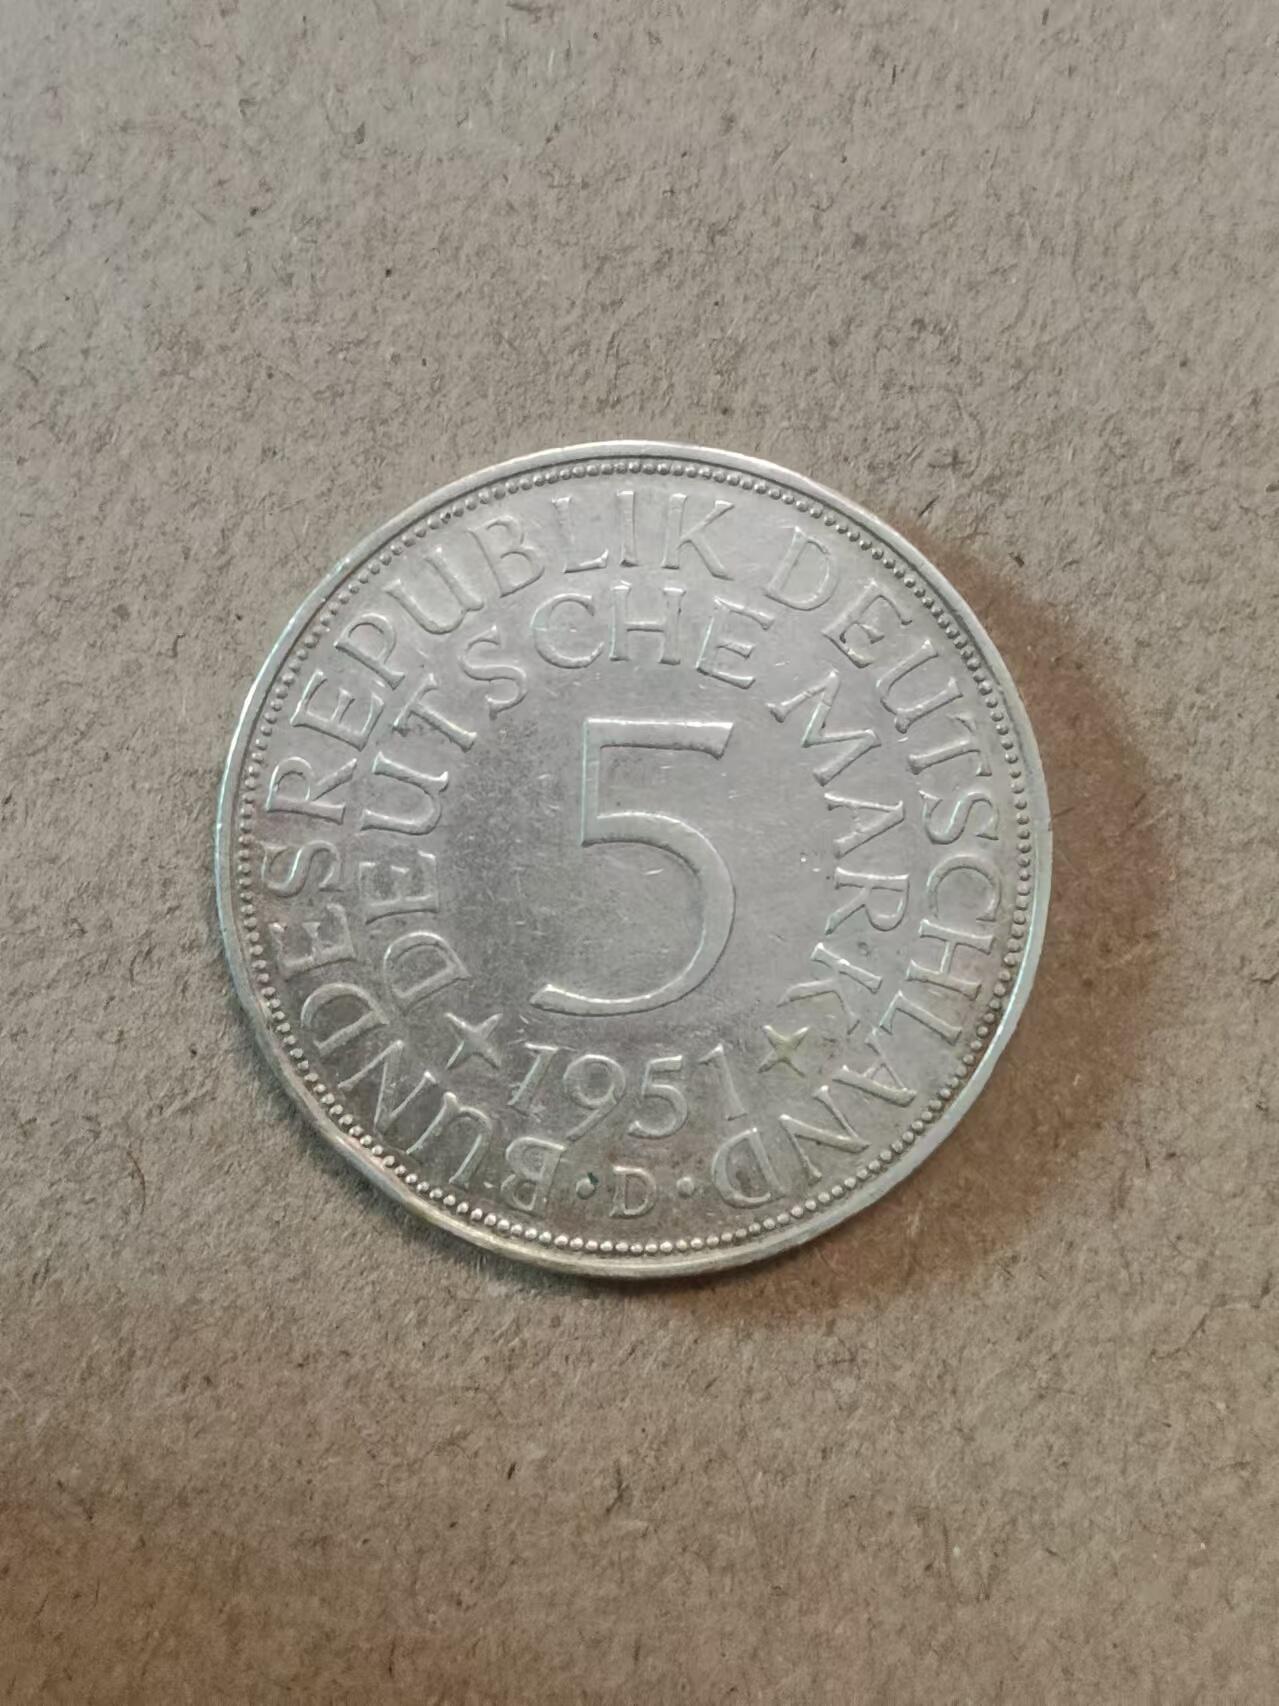 BUNDESREPUBLIK DEUTSCHLAND
DEUTSCHE MARK
5
1951
· D ·